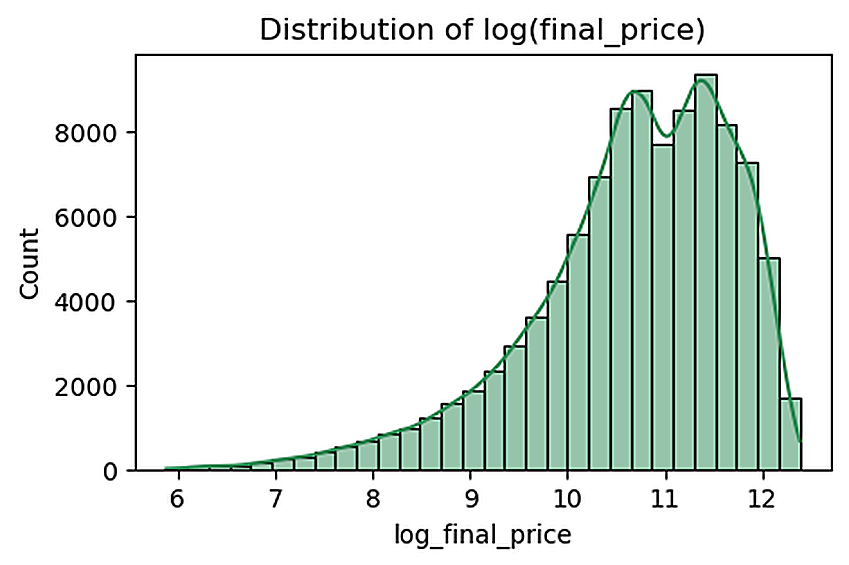 Distribution of log(final_price)
Count
8000
6000
4000
2000
0
6 7 8 9 10 11 12
log_final_price